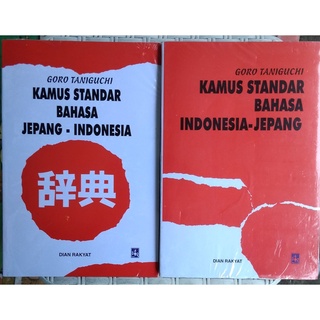 GORO TANIGUCHI
KAMUS STANDAR
BAHASA
JEPANG - INDONESIA
辞典
DIAN RAKYAT
GORO TANIGUCHI
KAMUS STANDAR
BAHASA
INDONESIA-JEPANG
DIAN RAKYAT